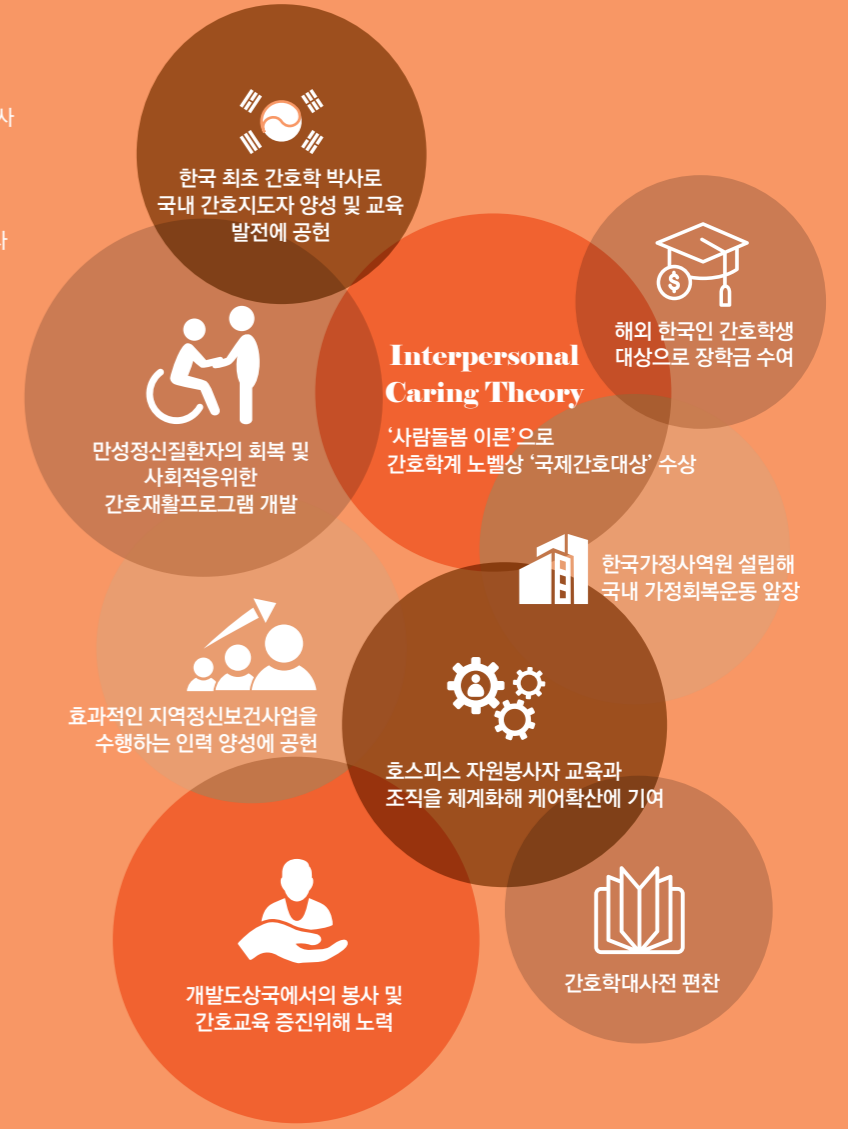 사
한국 최초 간호학 박사로
국내 간호지도자 양성 및 교육
발전에 공헌
해외 한국인 간호학생
대상으로 장학금 수여
Interpersonal
Caring Theory
‘사람돌봄 이론’으로
간호학계 노벨상 ‘국제간호대상’ 수상
만성정신질환자의 회복 및
사회적응위한
간호재활프로그램 개발
한국가정사역원 설립해
국내 가정회복운동 앞장
효과적인 지역정신보건사업을
수행하는 인력 양성에 공헌
호스피스 자원봉사자 교육과
조직을 체계화해 케어확산에 기여
개발도상국에서의 봉사 및
간호교육 증진위해 노력
간호학대사전 편찬